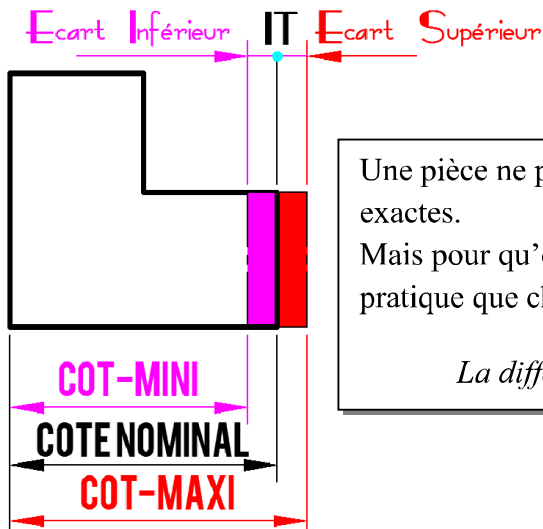 Ecart Inférieur IT Ecart Supérieur
Une pièce ne p
exactes.
Mais pour qu’
pratique que
La diff
COT-MINI
COTE NOMINAL
COT-MAXI